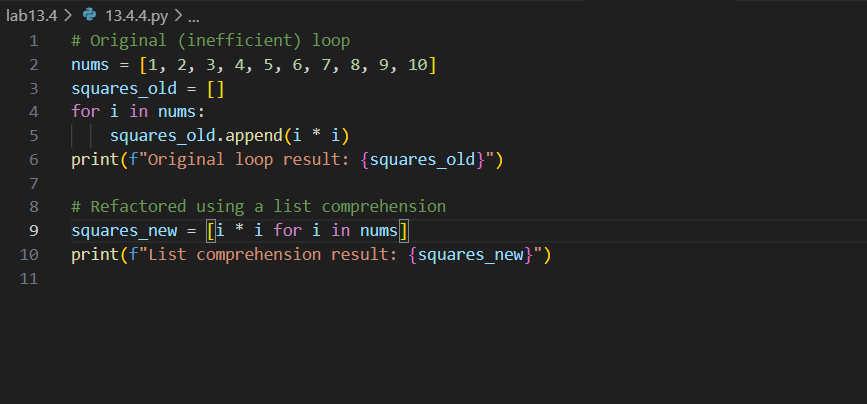 lab13.4 > 13.4.4.py > ...
1 # Original (inefficient) loop
2 nums = [1, 2, 3, 4, 5, 6, 7, 8, 9, 10]
3 squares_old = []
4 for i in nums:
5     squares_old.append(i * i)
6 print(f"Original loop result: {squares_old}")
7
8 # Refactored using a list comprehension
9 squares_new = [i * i for i in nums]
10 print(f"List comprehension result: {squares_new}")
11